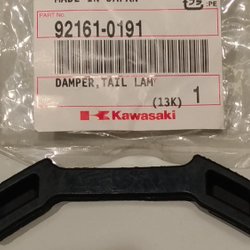 MADE IN JAPAN
PART No.
92161-0191
Kawasaki
DAMPER,TAIL LAM
(13K) 1